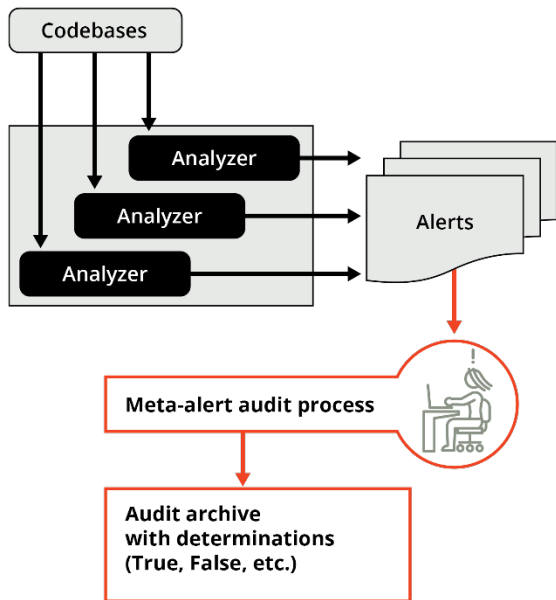 Codebases
Analyzer
Analyzer
Analyzer
Alerts
Meta-alert audit process
Audit archive
with determinations
(True, False, etc.)